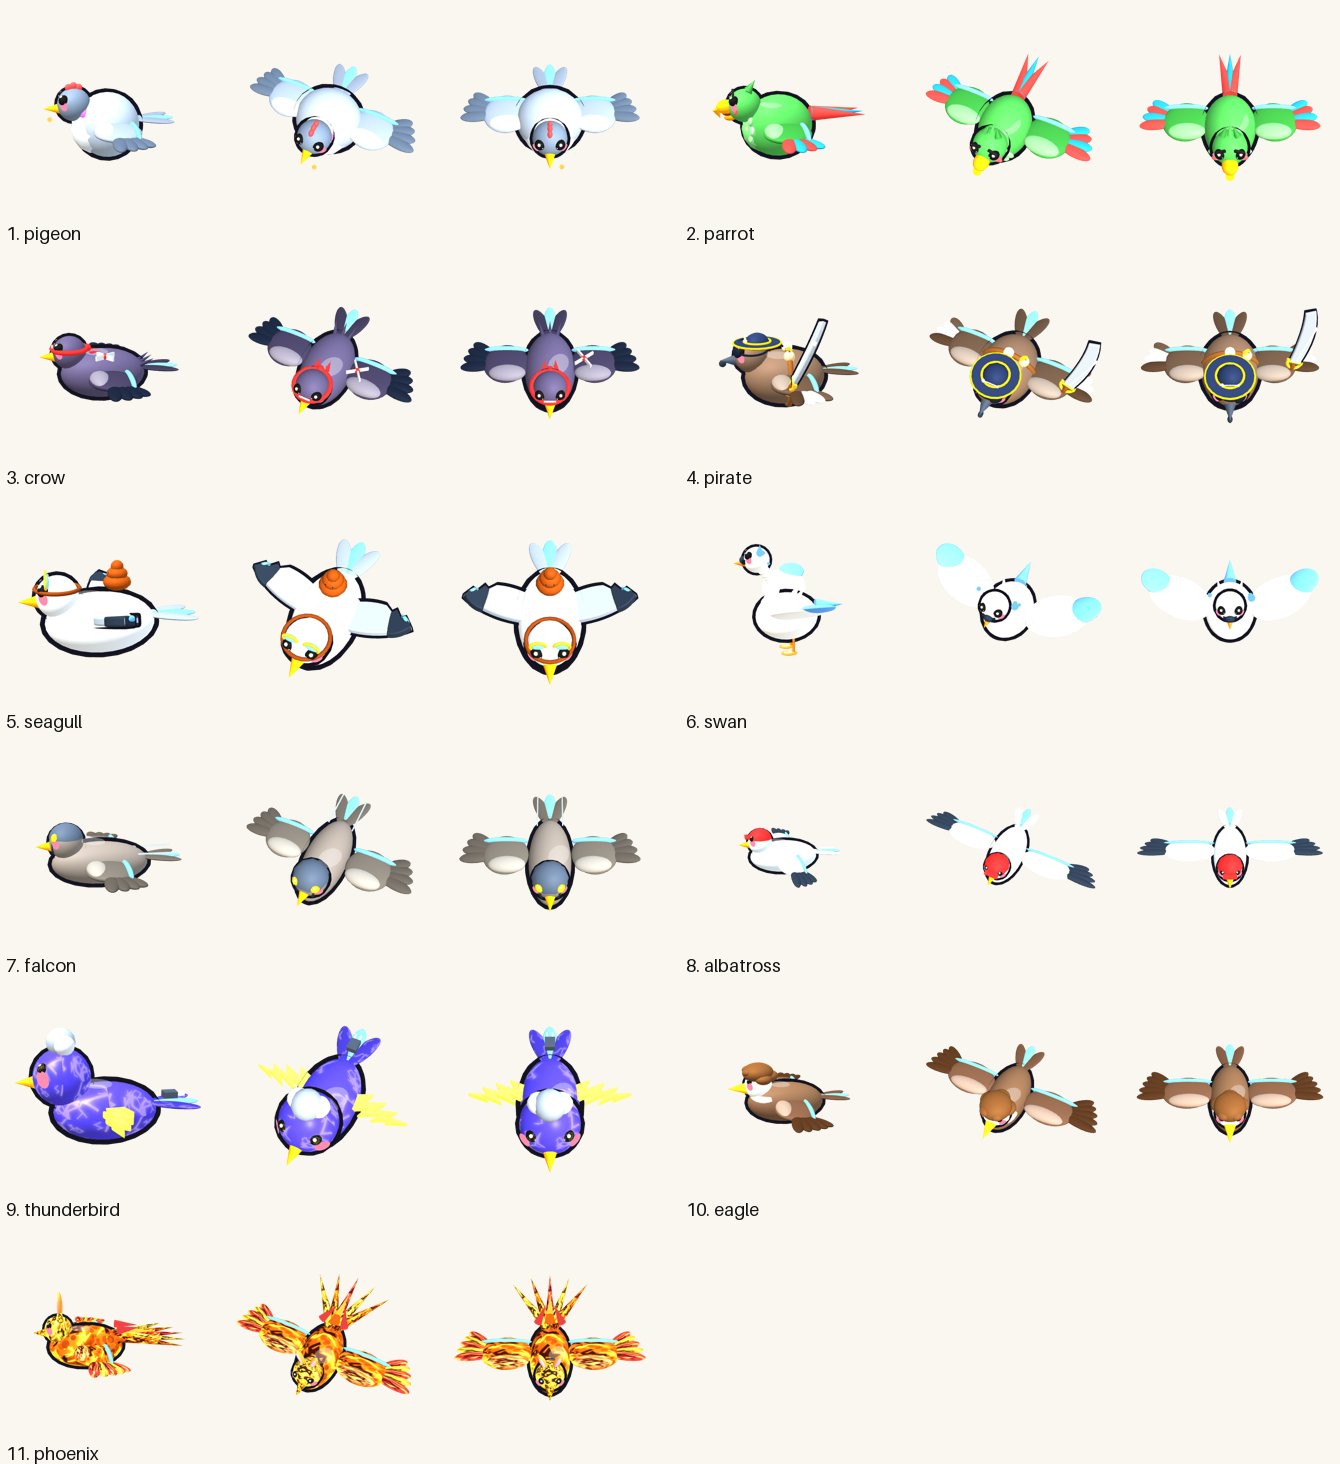 1. pigeon
2. parrot
3. crow
4. pirate
5. seagull
6. swan
7. falcon
8. albatross
9. thunderbird
10. eagle
11. phoenix